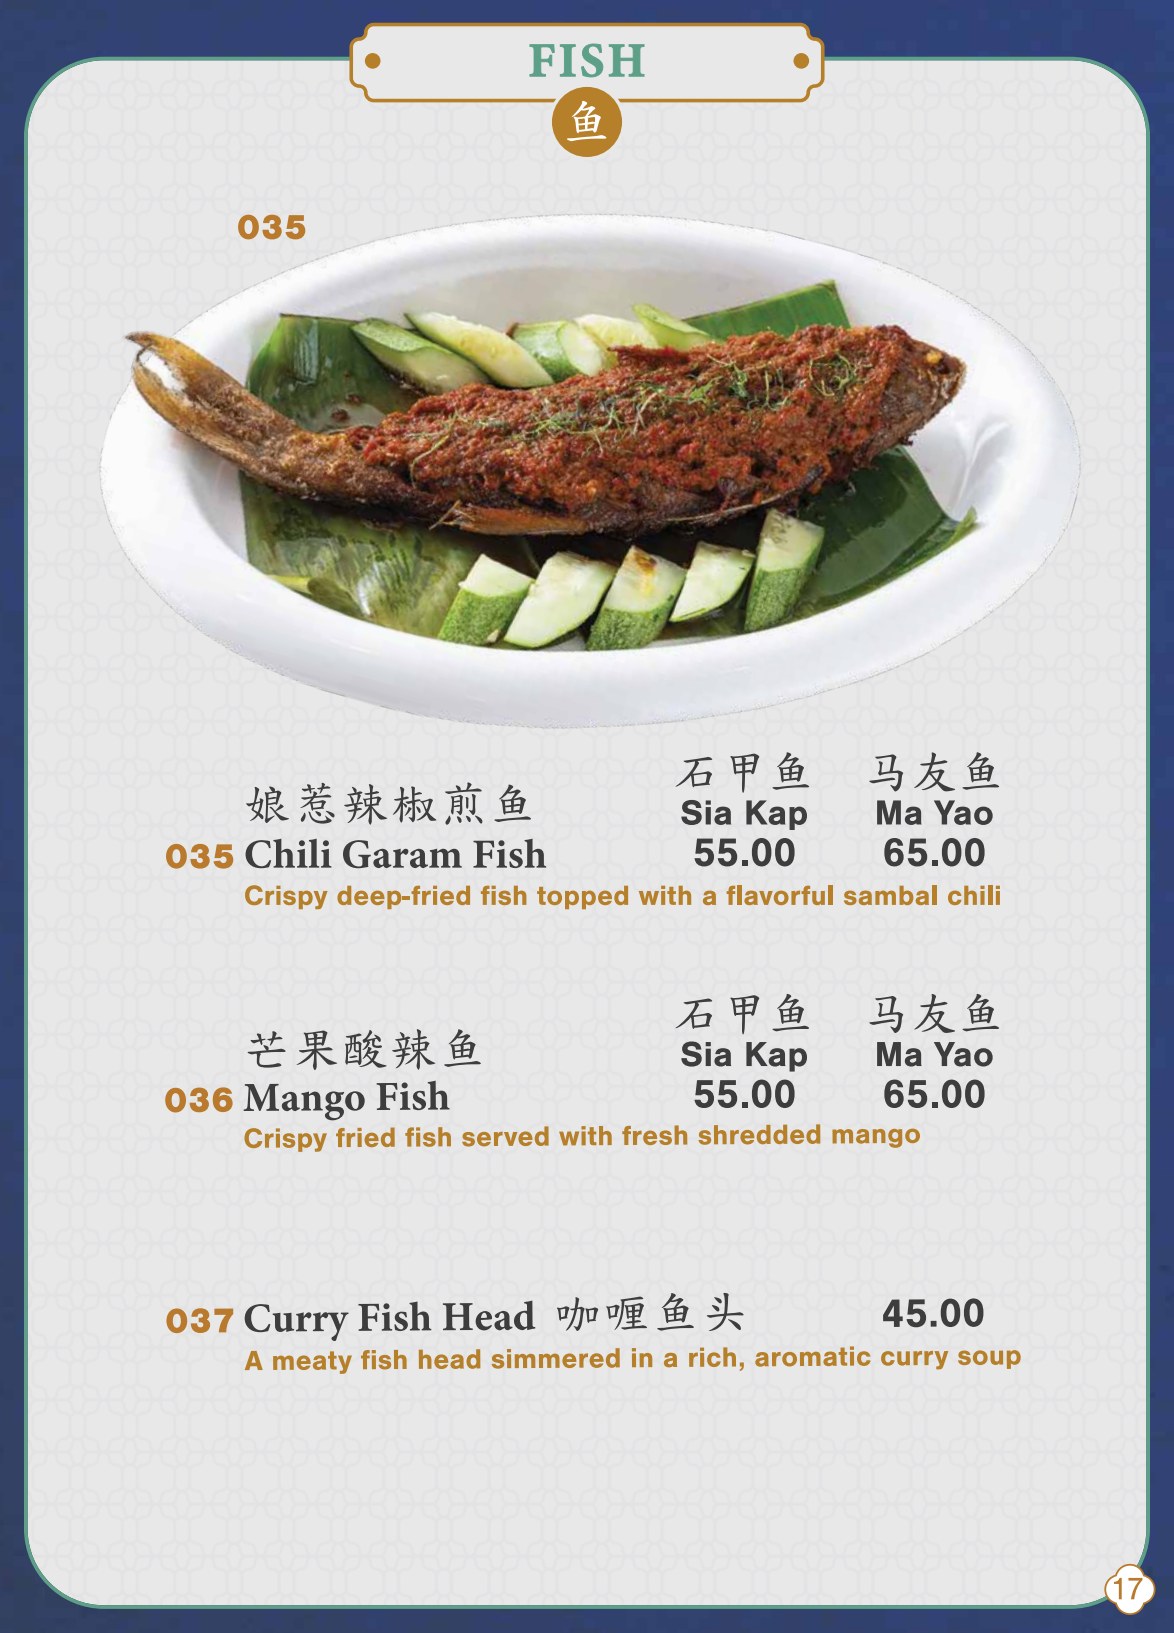 FISH
鱼
035
娘惹辣椒煎鱼
石甲鱼 马友鱼
Sia Kap Ma Yao
035 Chili Garam Fish 55.00 65.00
Crispy deep-fried fish topped with a flavorful sambal chili
芒果酸辣鱼
石甲鱼 马友鱼
Sia Kap Ma Yao
036 Mango Fish 55.00 65.00
Crispy fried fish served with fresh shredded mango
037 Curry Fish Head 咖喱鱼头 45.00
A meaty fish head simmered in a rich, aromatic curry soup
17